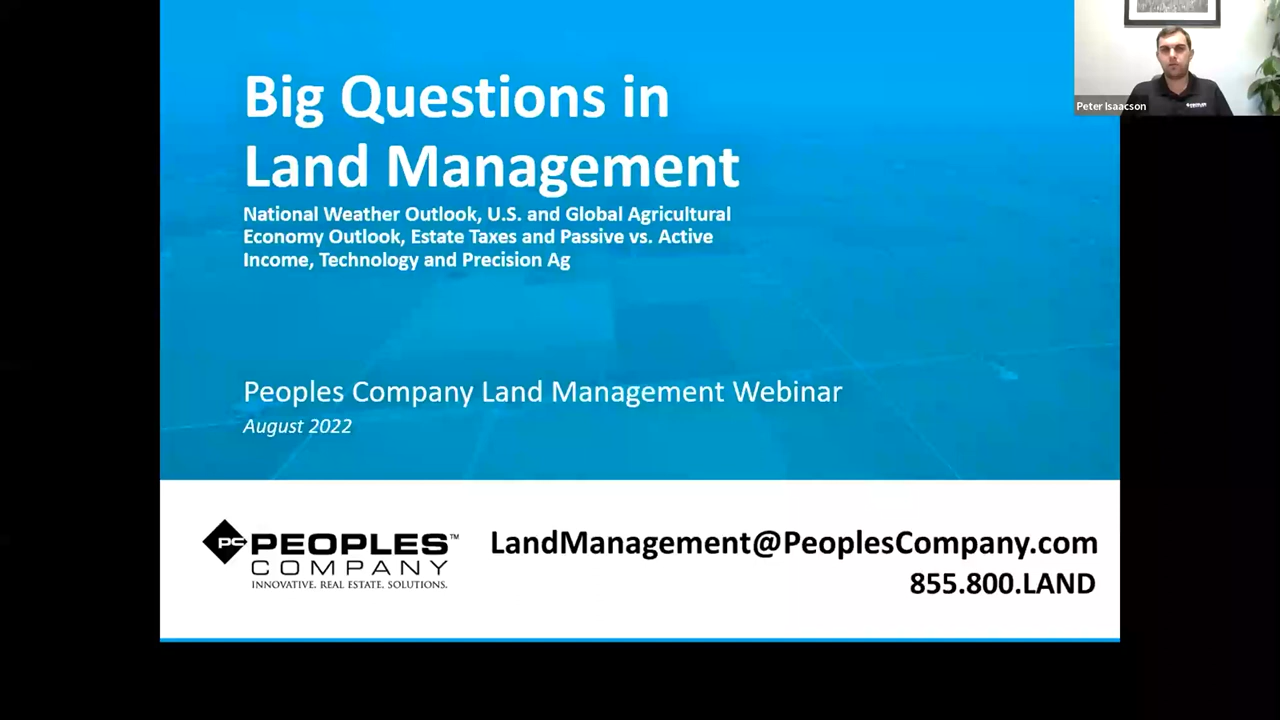 Big Questions in
Land Management
National Weather Outlook, U.S. and Global Agricultural
Economy Outlook, Estate Taxes and Passive vs. Active
Income, Technology and Precision Ag
Peoples Company Land Management Webinar
August 2022
pc PEOPLES™
COMPANY
INNOVATIVE. REAL ESTATE. SOLUTIONS.
LandManagement@PeoplesCompany.com
855.800.LAND
Peter Isaacson